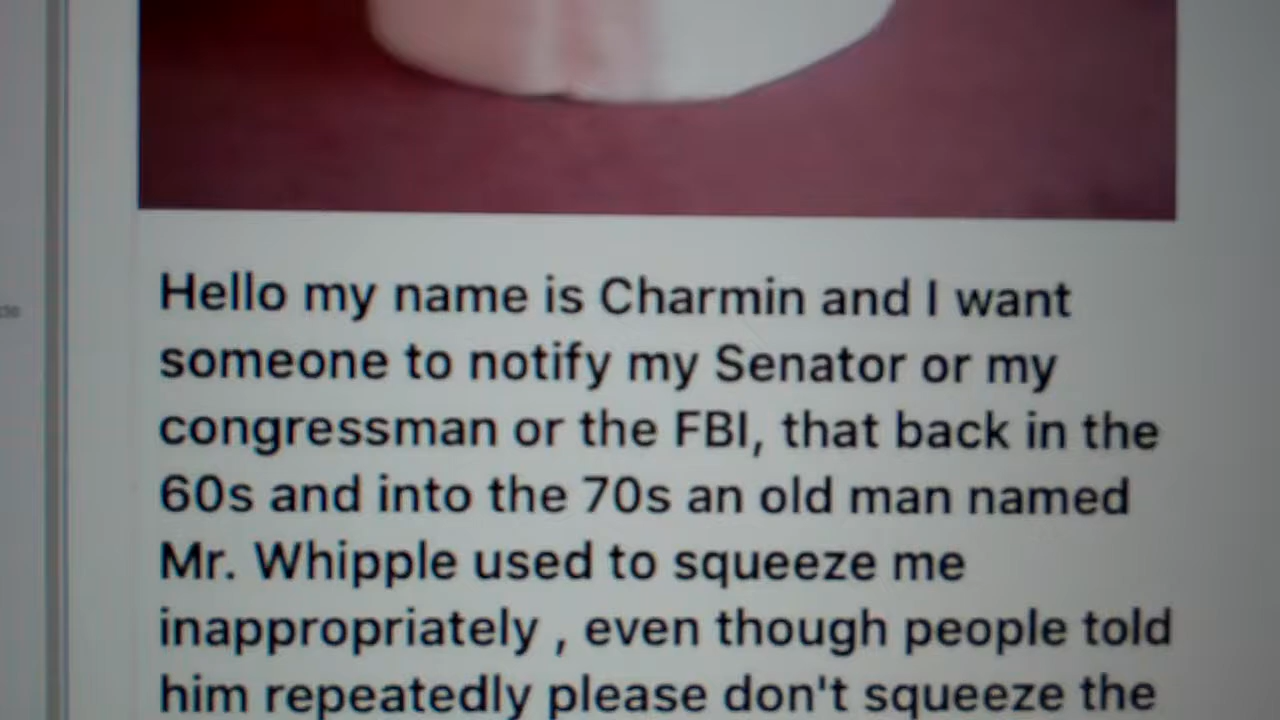 Hello my name is Charmin and I want
someone to notify my Senator or my
congressman or the FBI, that back in the
60s and into the 70s an old man named
Mr. Whipple used to squeeze me
inappropriately , even though people told
him repeatedly please don't squeeze the